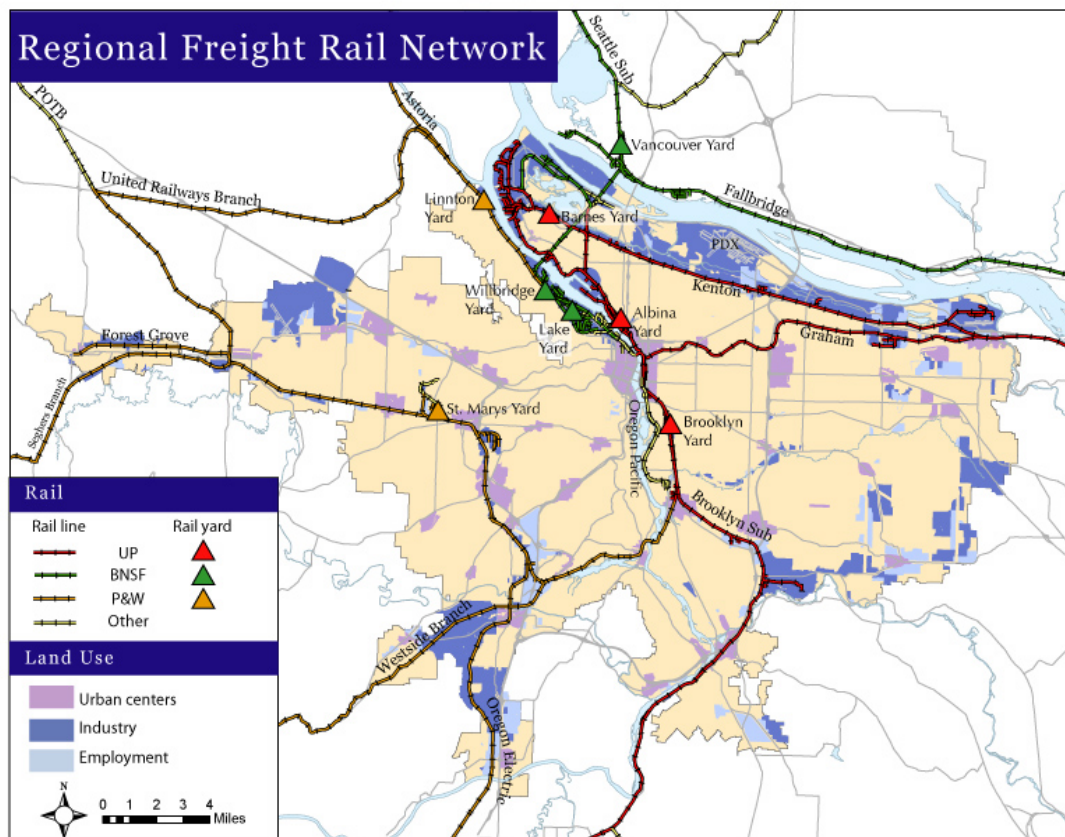 Regional Freight Rail Network
Seattle Sub
POTB
Astoria
Vancouver Yard
United Railways Branch
Linnton
Yard
Fallbridge
Barnes Yard
PDX
Kenton
Willbridge
Yard
Albina
Yard
Lake
Yard
Graham
Forest Grove
Seghers Branch
St. Marys Yard
Oregon Pacific
Brooklyn
Yard
Brooklyn Sub
Westside Branch
Oregon Electric
Rail
Rail line
Rail yard
UP
BNSF
P&W
Other
Land Use
Urban centers
Industry
Employment
N
0 1 2 3 4
Miles